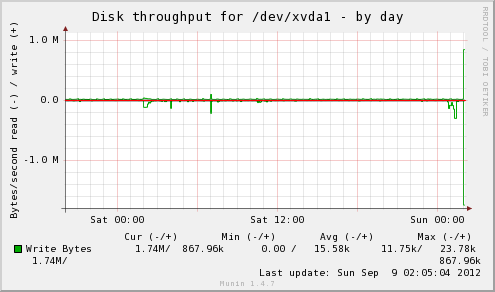 Disk throughput for /dev/xvda1 - by day
RRDTOOL / TOBI OETIKER
Bytes/second read (-) / write (+)
1.0 M
0.0
-1.0 M
Sat 00:00 Sat 12:00 Sun 00:00
Cur (-/+) Min (-/+) Avg (-/+) Max (-/+)
Write Bytes 1.74M/ 867.96k 0.00 / 15.58k 11.75k/ 23.78k
1.74M/ 867.96k
Last update: Sun Sep 9 02:05:04 2012
Munin 1.4.7